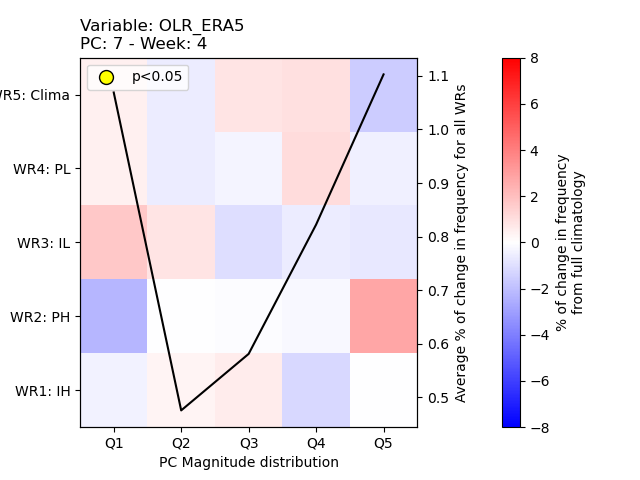 Variable: OLR_ERA5
PC: 7 - Week: 4
p<0.05
WR5: Clima
WR4: PL
WR3: IL
WR2: PH
WR1: IH
Q1 Q2 Q3 Q4 Q5
PC Magnitude distribution
1.1
1.0
0.9
0.8
0.7
0.6
0.5
Average % of change in frequency for all WRs
8
6
4
2
0
−2
−4
−6
−8
% of change in frequency
from full climatology